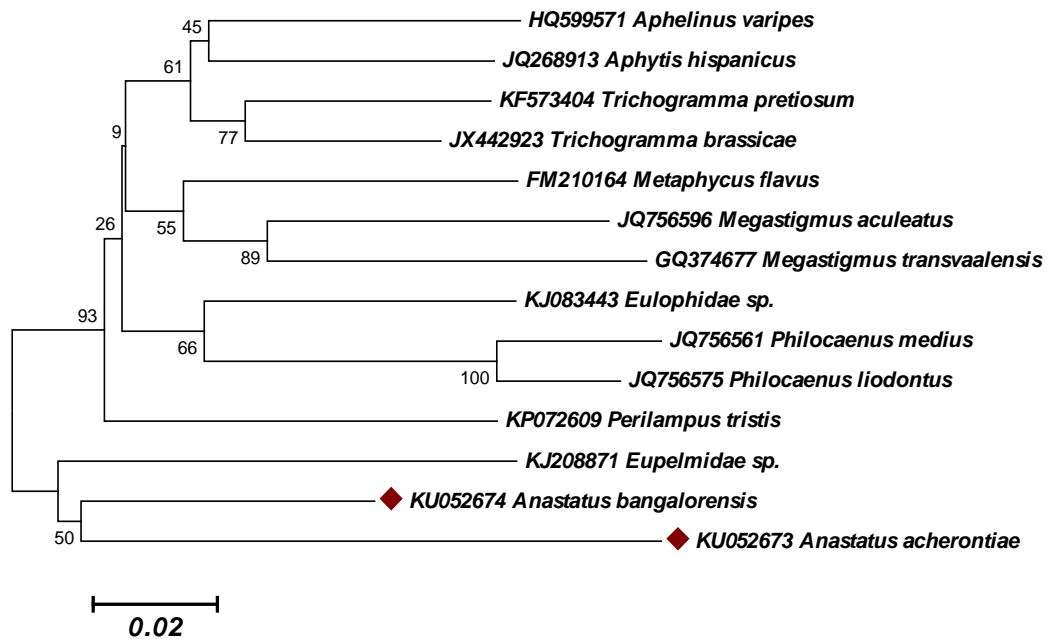 45
HQ599571 Aphelinus varipes
61
JQ268913 Aphytis hispanicus
KF573404 Trichogramma pretiosum
9
77
JX442923 Trichogramma brassicae
FM210164 Metaphycus flavus
26
55
JQ756596 Megastigmus aculeatus
89
GQ374677 Megastigmus transvaalensis
KJ083443 Eulophidae sp.
93
66
JQ756561 Philocaenus medius
100
JQ756575 Philocaenus liodontus
KP072609 Perilampus tristis
KJ208871 Eupelmidae sp.
KU052674 Anastatus bangalorensis
50
KU052673 Anastatus acherontiae
0.02